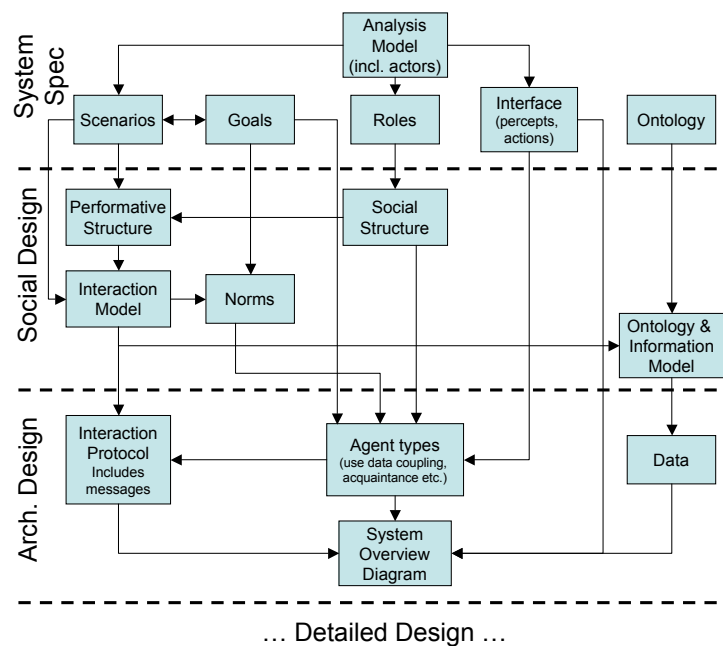 System
Spec
Analysis
Model
(incl. actors)
Scenarios
Goals
Roles
Interface
(percepts,
actions)
Ontology
Social Design
Performative
Structure
Social
Structure
Interaction
Model
Norms
Ontology &
Information
Model
Arch. Design
Interaction
Protocol
Includes
messages
Agent types
(use data coupling,
acquaintance etc.)
Data
System
Overview
Diagram
... Detailed Design ...